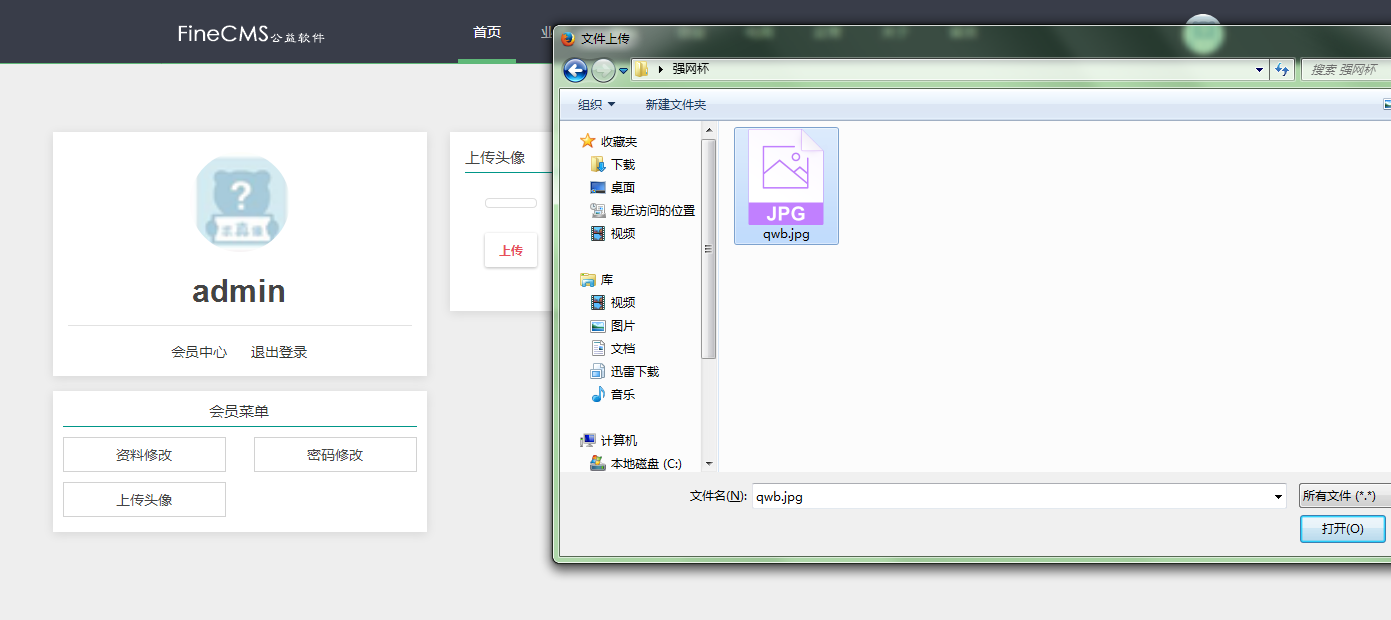 FineCMS公益软件
首页
业
上传头像
上传
admin
会员中心 退出登录
会员菜单
资料修改 密码修改
上传头像
文件上传
强网杯
搜索 强网杯
组织 新建文件夹
收藏夹
下载
桌面
最近访问的位置
视频
库
视频
图片
文档
迅雷下载
音乐
计算机
本地磁盘 (C:)
JPG
qwb.jpg
文件名(N): qwb.jpg
所有文件 (*.*)
打开(O)